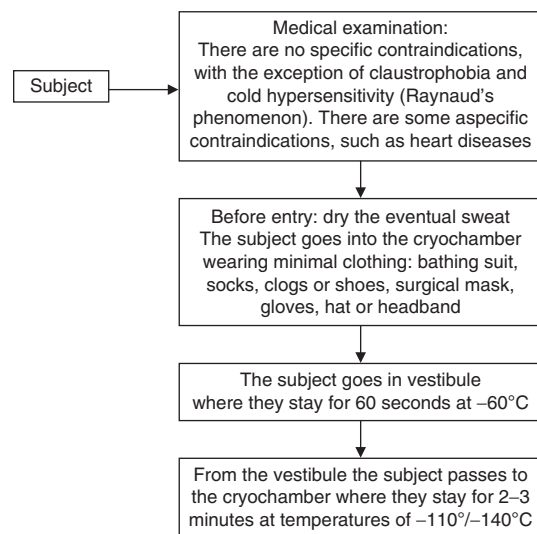 Subject
Medical examination:
There are no specific contraindications,
with the exception of claustrophobia and
cold hypersensitivity (Raynaud's
phenomenon). There are some aspecific
contraindications, such as heart diseases
Before entry: dry the eventual sweat
The subject goes into the cryochamber
wearing minimal clothing: bathing suit,
socks, clogs or shoes, surgical mask,
gloves, hat or headband
The subject goes in vestibule
where they stay for 60 seconds at –60°C
From the vestibule the subject passes to
the cryochamber where they stay for 2–3
minutes at temperatures of –110°/–140°C